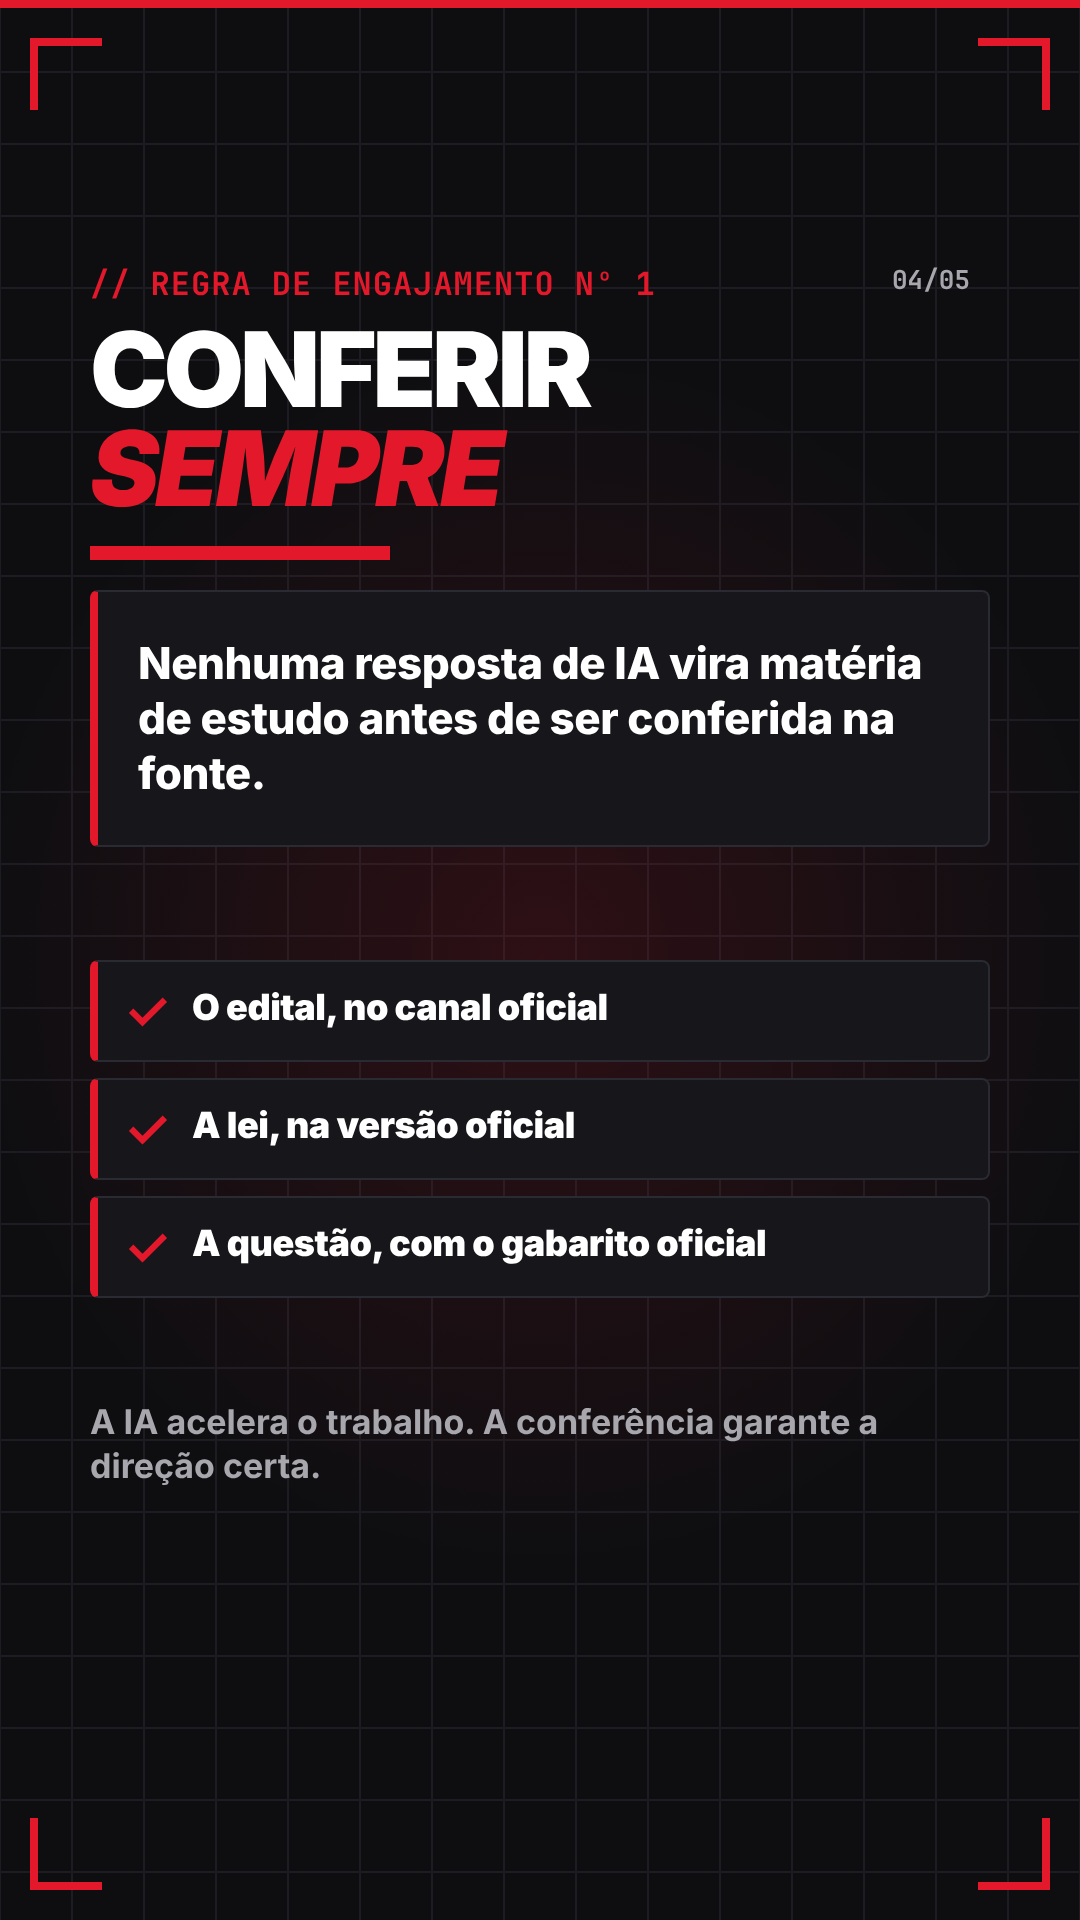 // REGRA DE ENGAJAMENTO Nº 1
04/05
CONFERIR
SEMPRE
Nenhuma resposta de IA vira matéria
de estudo antes de ser conferida na
fonte.
O edital, no canal oficial
A lei, na versão oficial
A questão, com o gabarito oficial
A IA acelera o trabalho. A conferência garante a
direção certa.